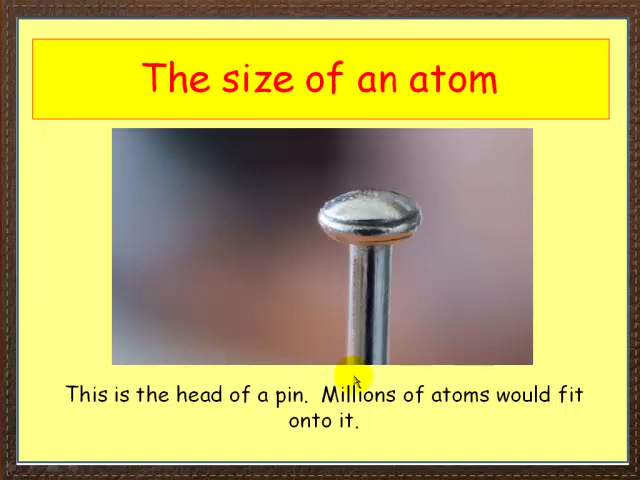 The size of an atom
This is the head of a pin.  Millions of atoms would fit
onto it.